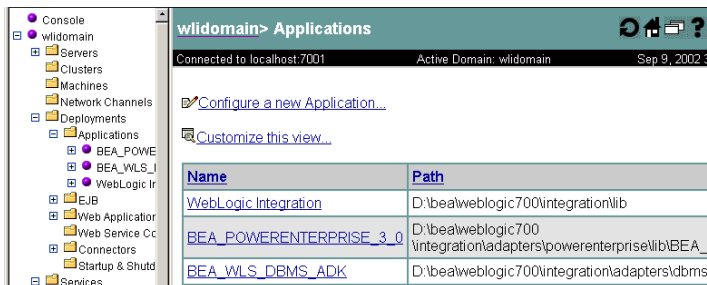 Console
wlidomain
Servers
Clusters
Machines
Network Channels
Deployments
Applications
BEA_POWE
BEA_WLS_I
WebLogic Ir
EJB
Web Applicatior
Web Service Cc
Connectors
Startup & Shutd
Services
wlidomain> Applications
Connected to localhost:7001 Active Domain: wlidomain Sep 9, 2002 3
Configure a new Application...
Customize this view...
Name Path
WebLogic Integration D:\bea\weblogic700\integration\lib
BEA_POWERENTERPRISE_3_0 D:\bea\weblogic700
\integration\adapters\powerenterprise\lib\BEA_
BEA_WLS_DBMS_ADK D:\bea\weblogic700\integration\adapters\dbms